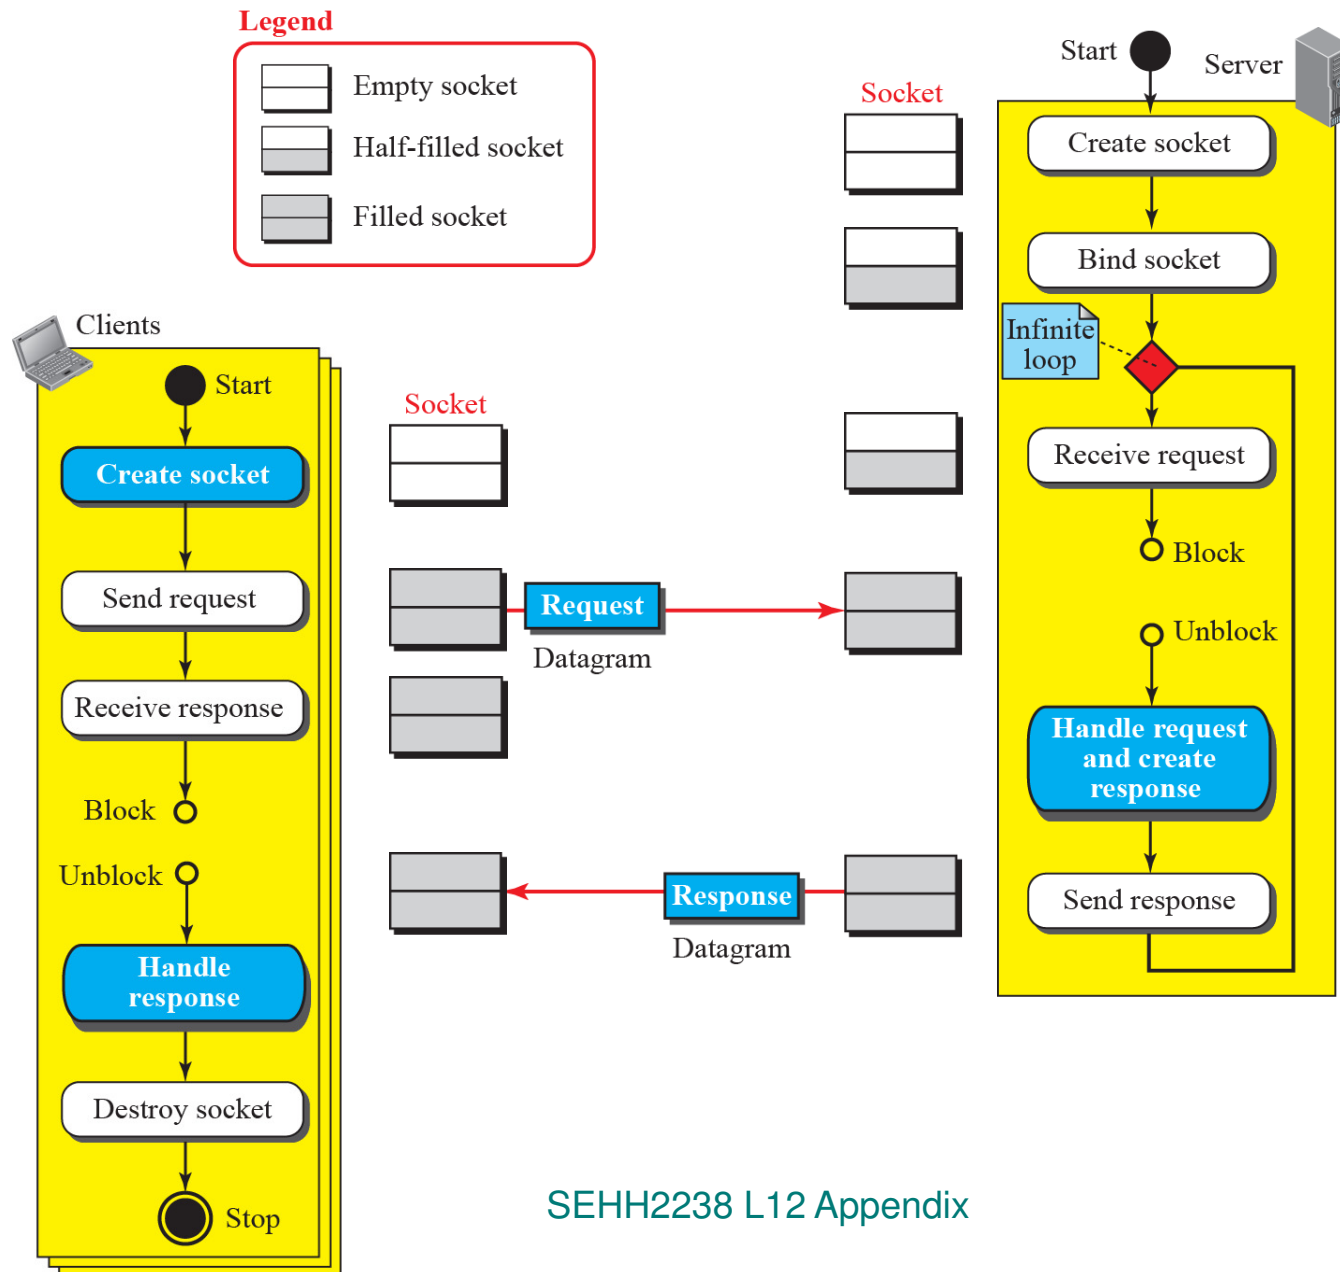 Legend
Empty socket
Half-filled socket
Filled socket
Start
Server
Socket
Create socket
Bind socket
Infinite
loop
Receive request
Block
Unblock
Handle request
and create
response
Send response
Clients
Start
Socket
Create socket
Send request
Request
Datagram
Receive response
Block
Unblock
Response
Datagram
Handle
response
Destroy socket
Stop
SEHH2238 L12 Appendix